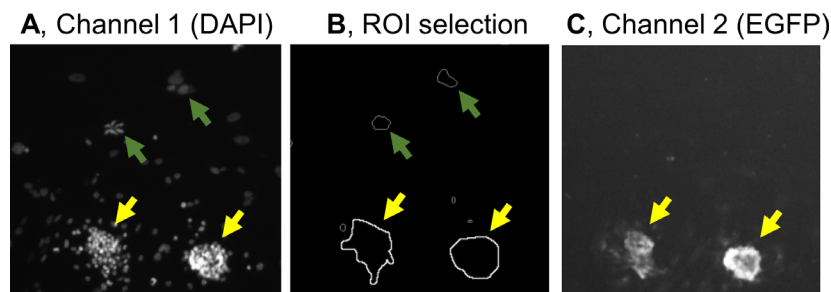 A, Channel 1 (DAPI)
B, ROI selection
C, Channel 2 (EGFP)